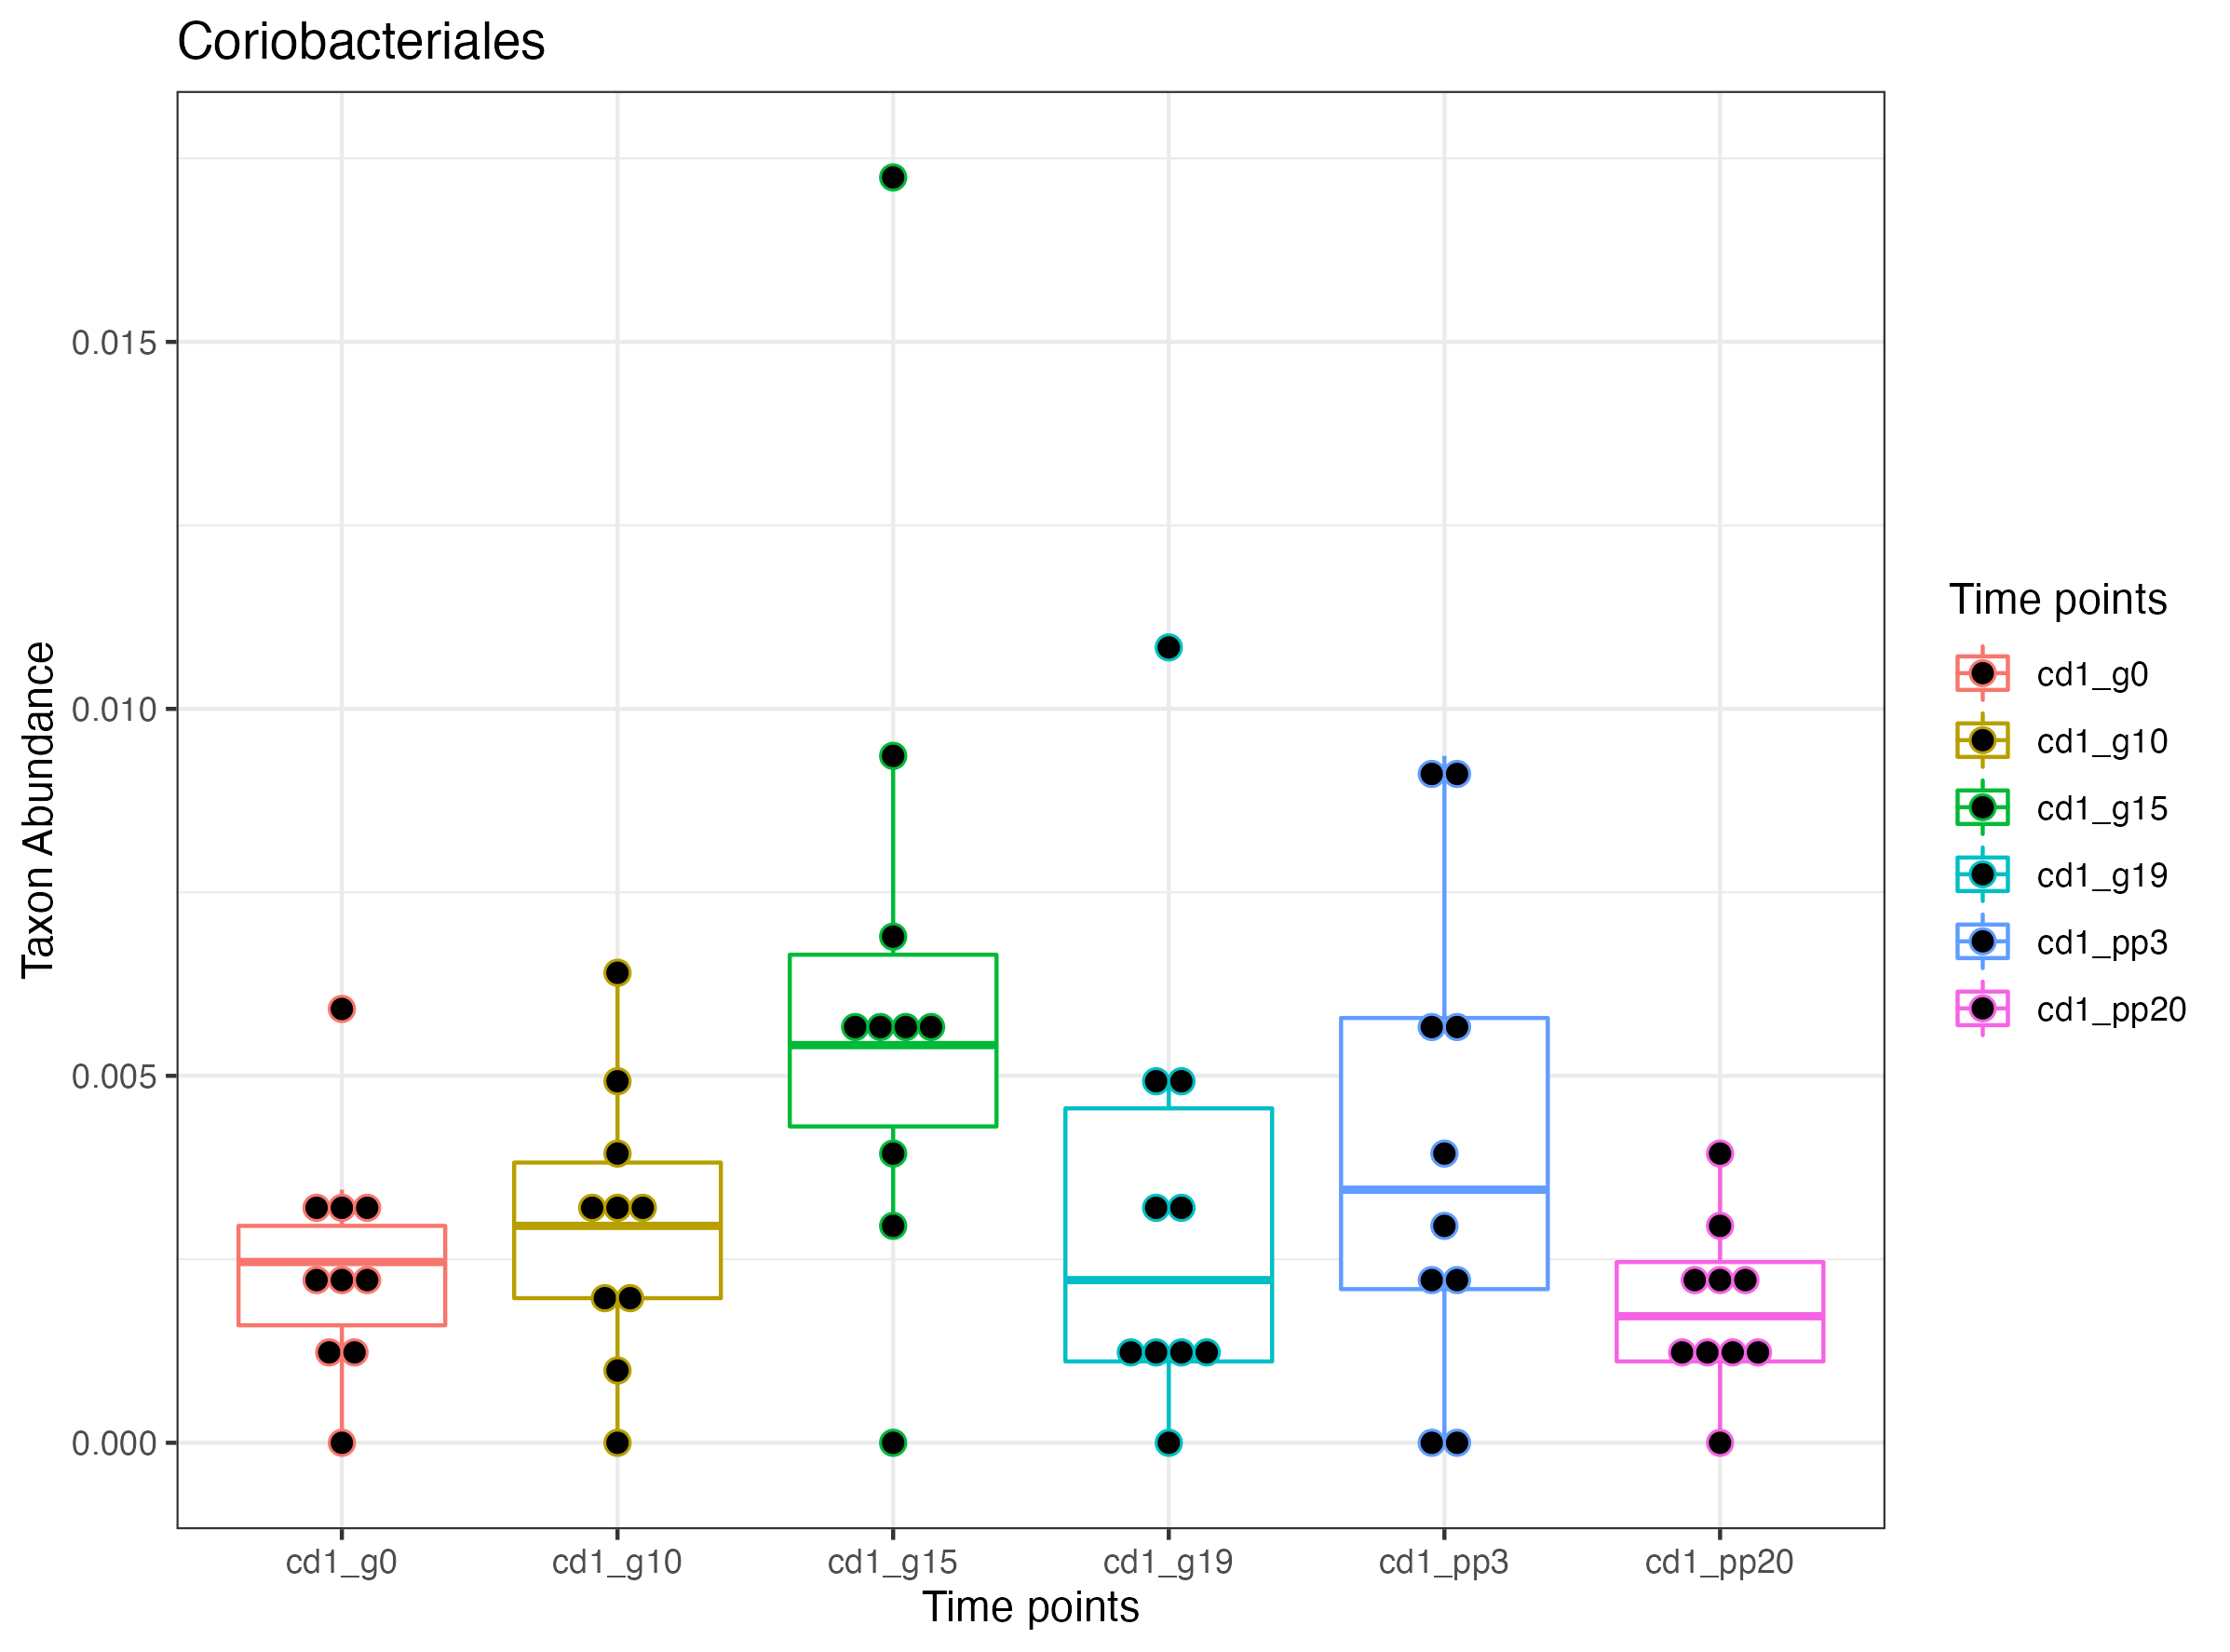 Coriobacteriales
Taxon Abundance
0.015
0.010
0.005
0.000
cd1_g0 cd1_g10 cd1_g15 cd1_g19 cd1_pp3 cd1_pp20
Time points
Time points
cd1_g0
cd1_g10
cd1_g15
cd1_g19
cd1_pp3
cd1_pp20